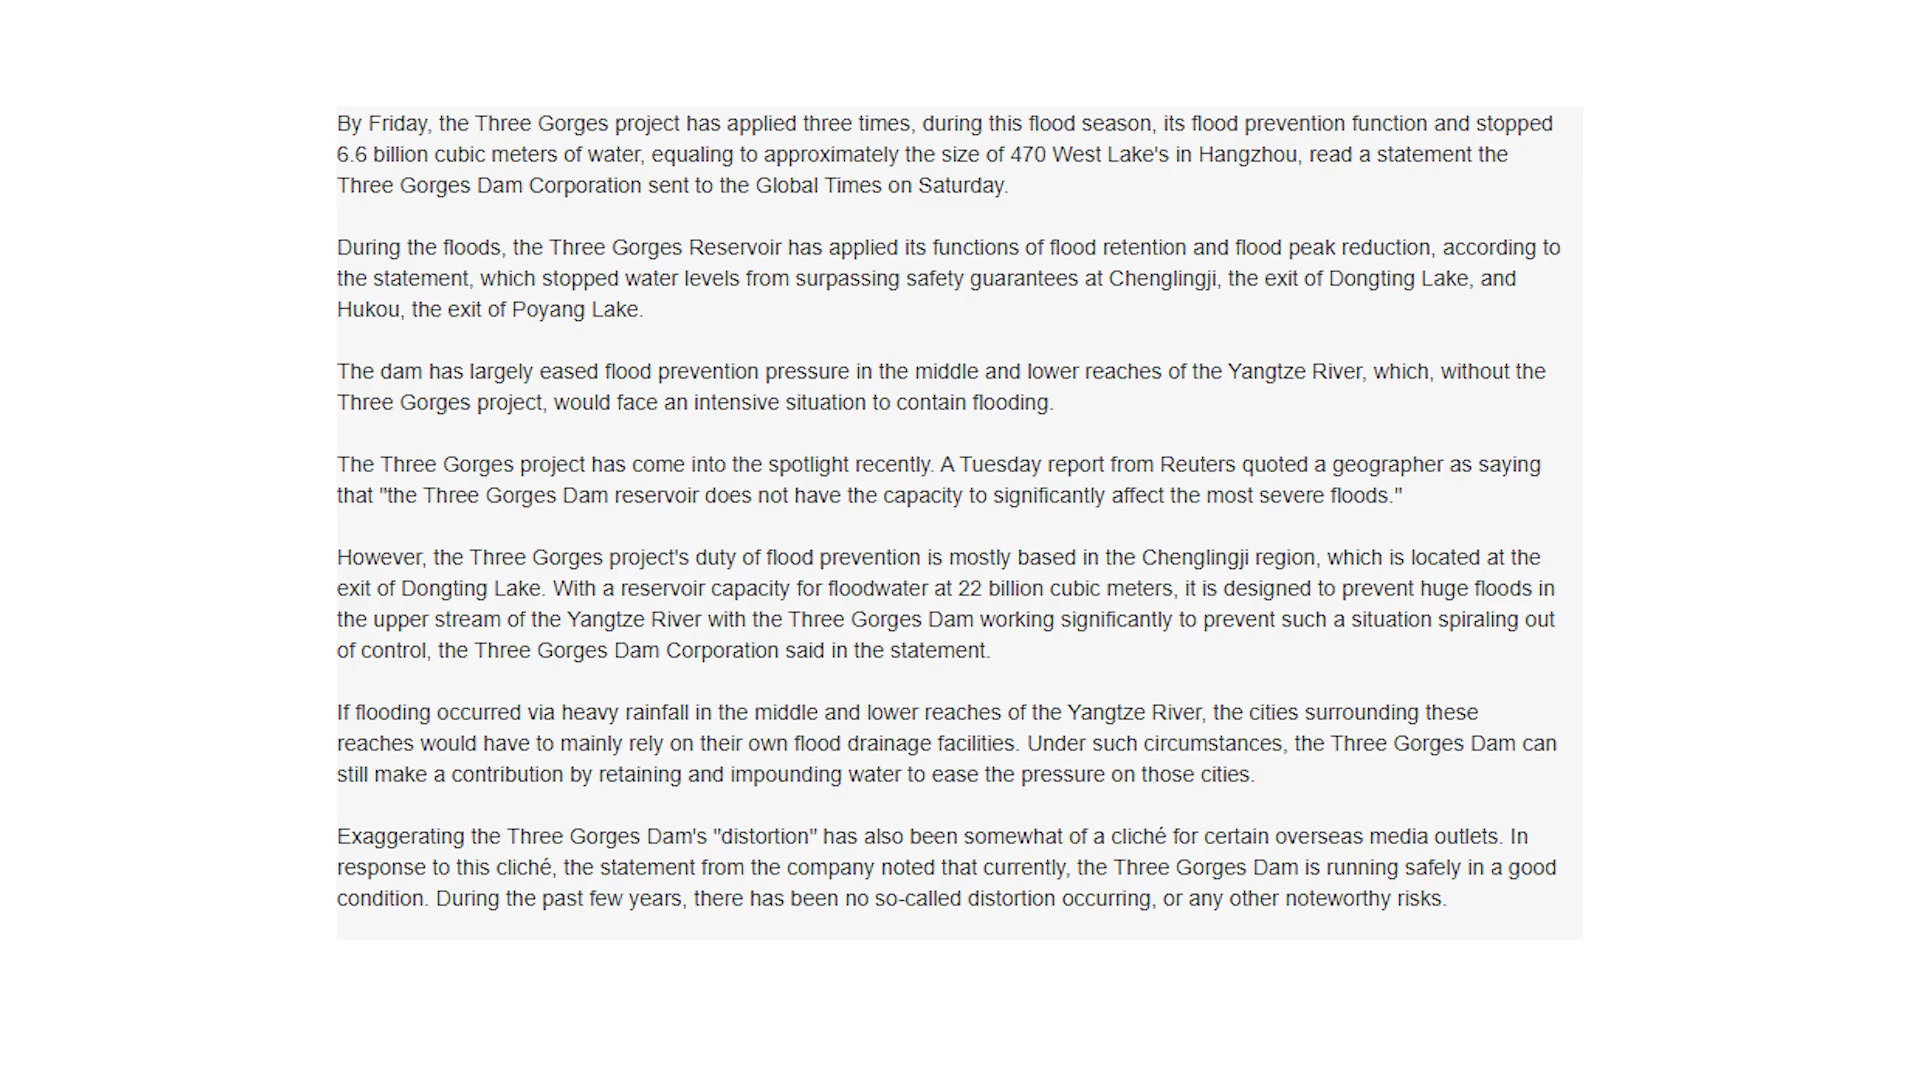 By Friday, the Three Gorges project has applied three times, during this flood season, its flood prevention function and stopped
6.6 billion cubic meters of water, equaling to approximately the size of 470 West Lake's in Hangzhou, read a statement the
Three Gorges Dam Corporation sent to the Global Times on Saturday.
During the floods, the Three Gorges Reservoir has applied its functions of flood retention and flood peak reduction, according to
the statement, which stopped water levels from surpassing safety guarantees at Chenglingji, the exit of Dongting Lake, and
Hukou, the exit of Poyang Lake.
The dam has largely eased flood prevention pressure in the middle and lower reaches of the Yangtze River, which, without the
Three Gorges project, would face an intensive situation to contain flooding.
The Three Gorges project has come into the spotlight recently. A Tuesday report from Reuters quoted a geographer as saying
that "the Three Gorges Dam reservoir does not have the capacity to significantly affect the most severe floods."
However, the Three Gorges project's duty of flood prevention is mostly based in the Chenglingji region, which is located at the
exit of Dongting Lake. With a reservoir capacity for floodwater at 22 billion cubic meters, it is designed to prevent huge floods in
the upper stream of the Yangtze River with the Three Gorges Dam working significantly to prevent such a situation spiraling out
of control, the Three Gorges Dam Corporation said in the statement.
If flooding occurred via heavy rainfall in the middle and lower reaches of the Yangtze River, the cities surrounding these
reaches would have to mainly rely on their own flood drainage facilities. Under such circumstances, the Three Gorges Dam can
still make a contribution by retaining and impounding water to ease the pressure on those cities.
Exaggerating the Three Gorges Dam's "distortion" has also been somewhat of a cliché for certain overseas media outlets. In
response to this cliché, the statement from the company noted that currently, the Three Gorges Dam is running safely in a good
condition. During the past few years, there has been no so-called distortion occurring, or any other noteworthy risks.